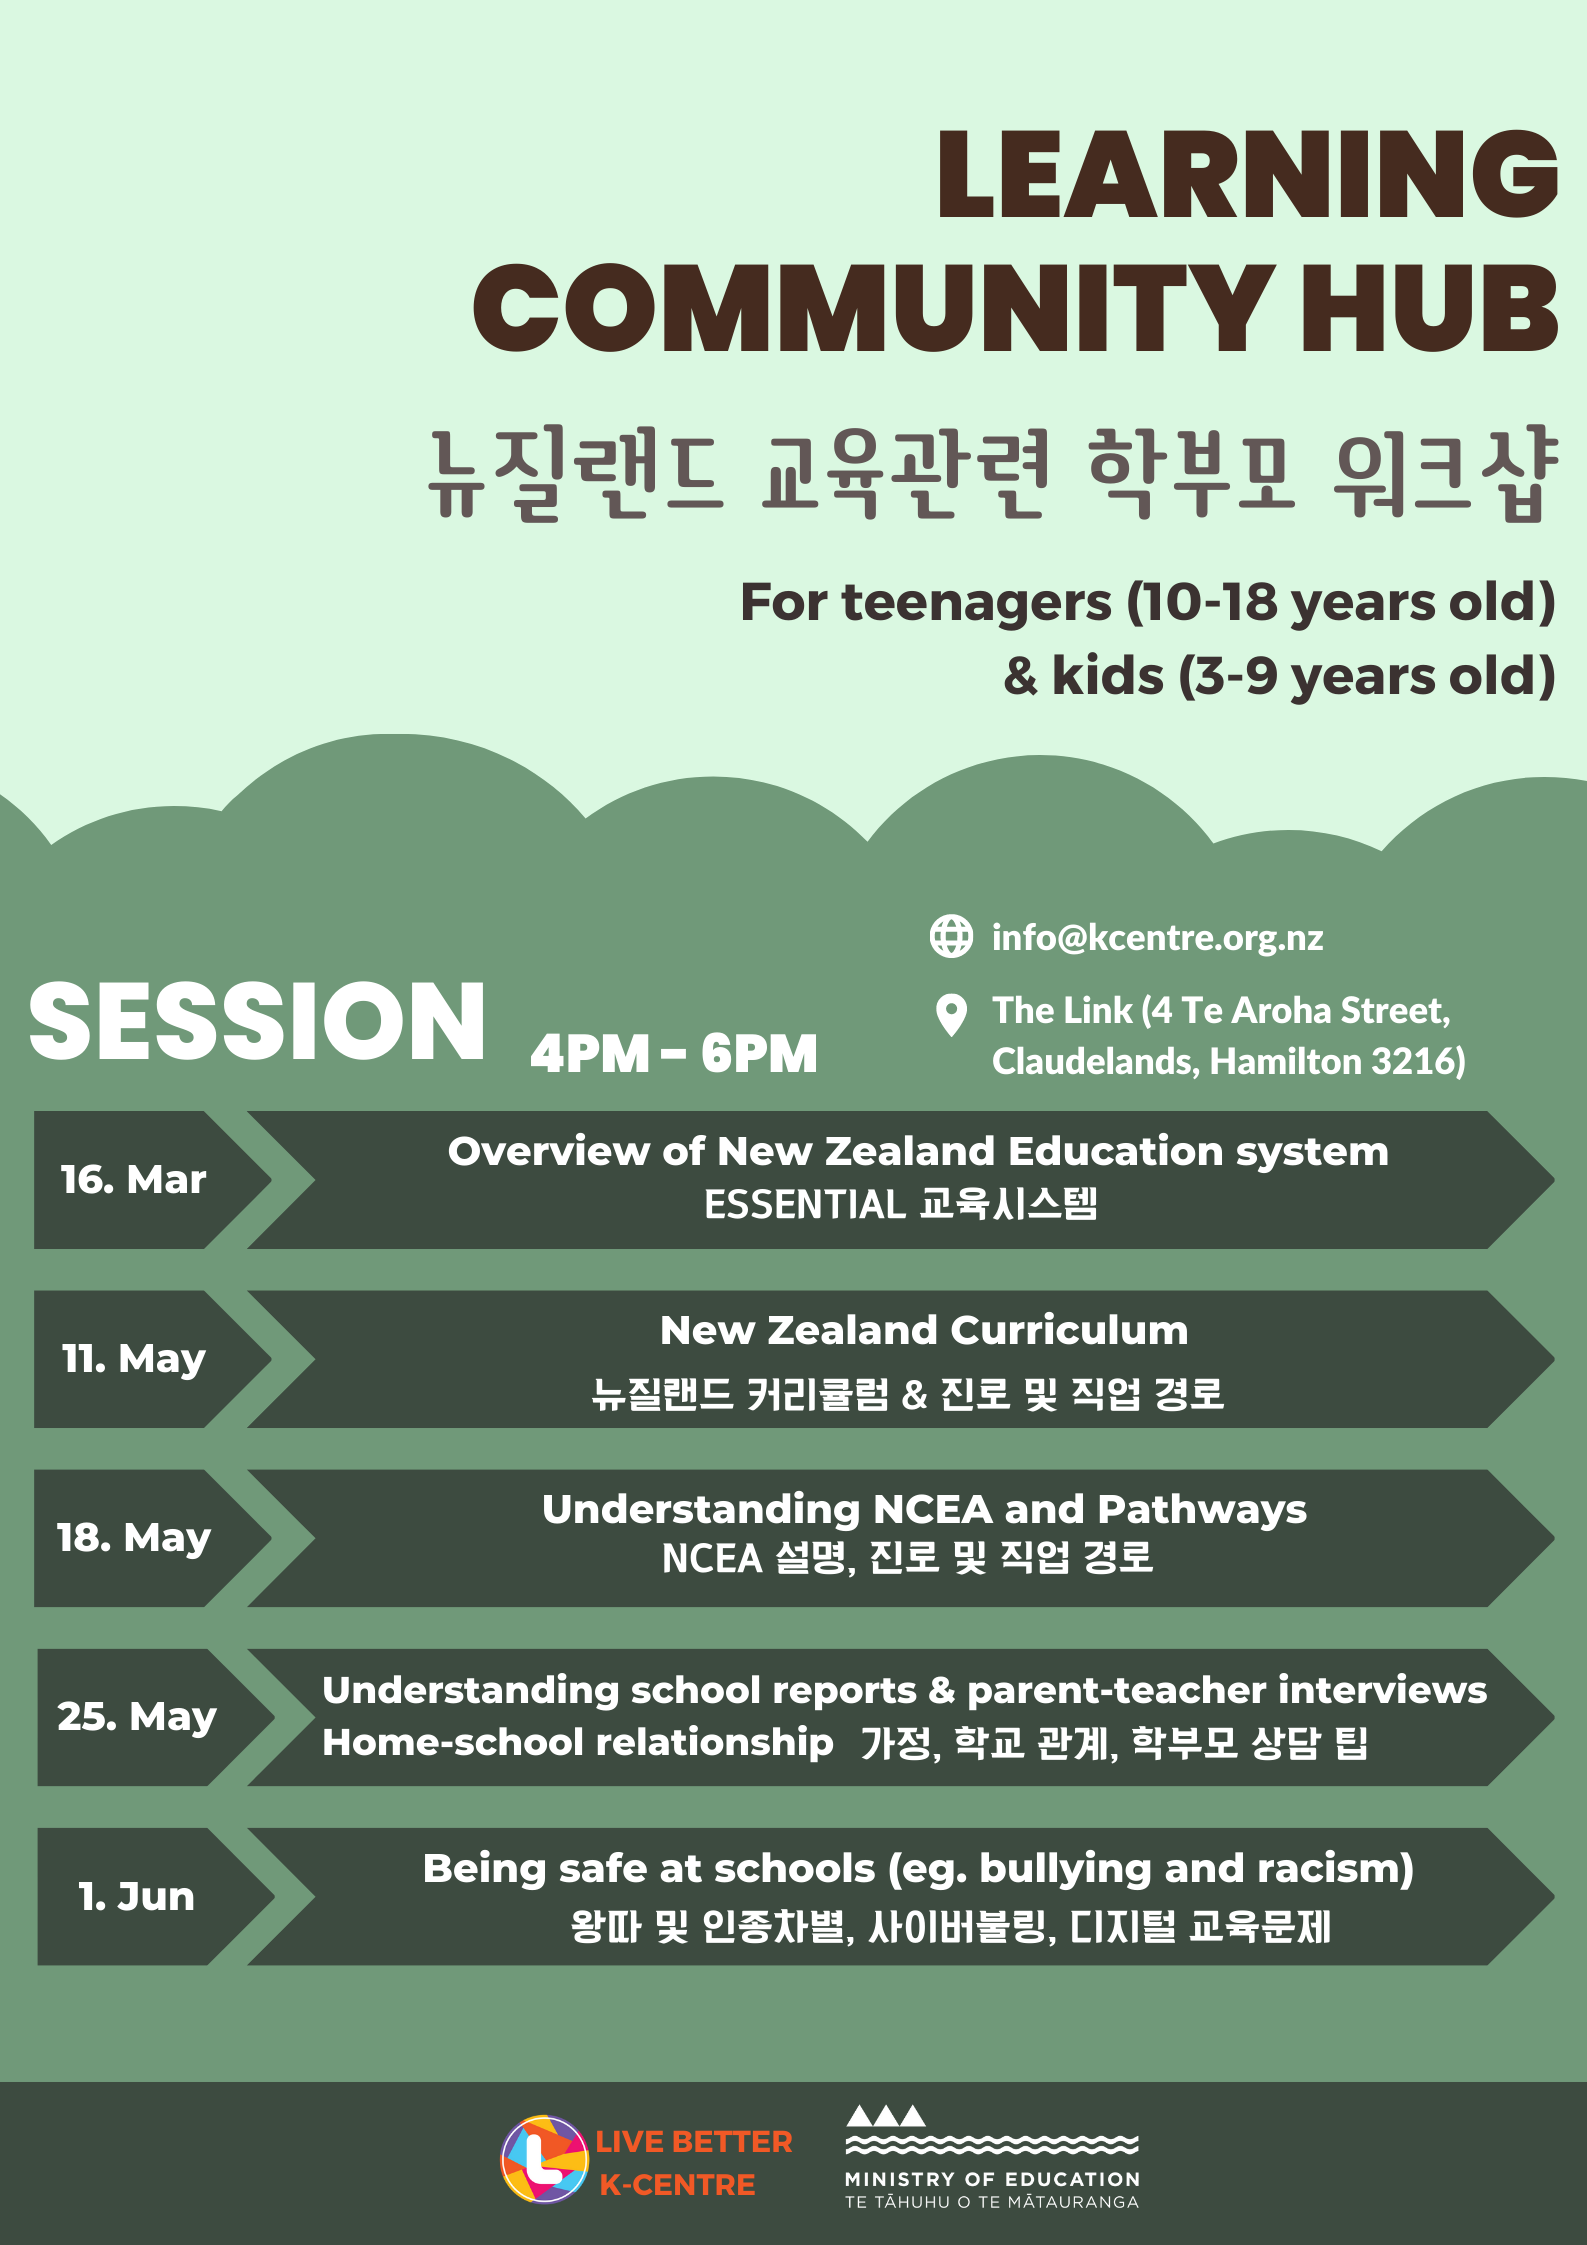 LEARNING
COMMUNITY HUB
뉴질랜드 교육관련 학부모 워크샵
For teenagers (10-18 years old)
& kids (3-9 years old)
info@kcentre.org.nz
The Link (4 Te Aroha Street,
Claudelands, Hamilton 3216)
SESSION 4PM - 6PM
16. Mar
Overview of New Zealand Education system
ESSENTIAL 교육시스템
11. May
New Zealand Curriculum
뉴질랜드 커리큘럼 & 진로 및 직업 경로
18. May
Understanding NCEA and Pathways
NCEA 설명, 진로 및 직업 경로
25. May
Understanding school reports & parent-teacher interviews
Home-school relationship 가정, 학교 관계, 학부모 상담 팁
1. Jun
Being safe at schools (eg. bullying and racism)
왕따 및 인종차별, 사이버불링, 디지털 교육문제
LIVE BETTER
K-CENTRE
MINISTRY OF EDUCATION
TE TĀHUHU O TE MĀTAURANGA